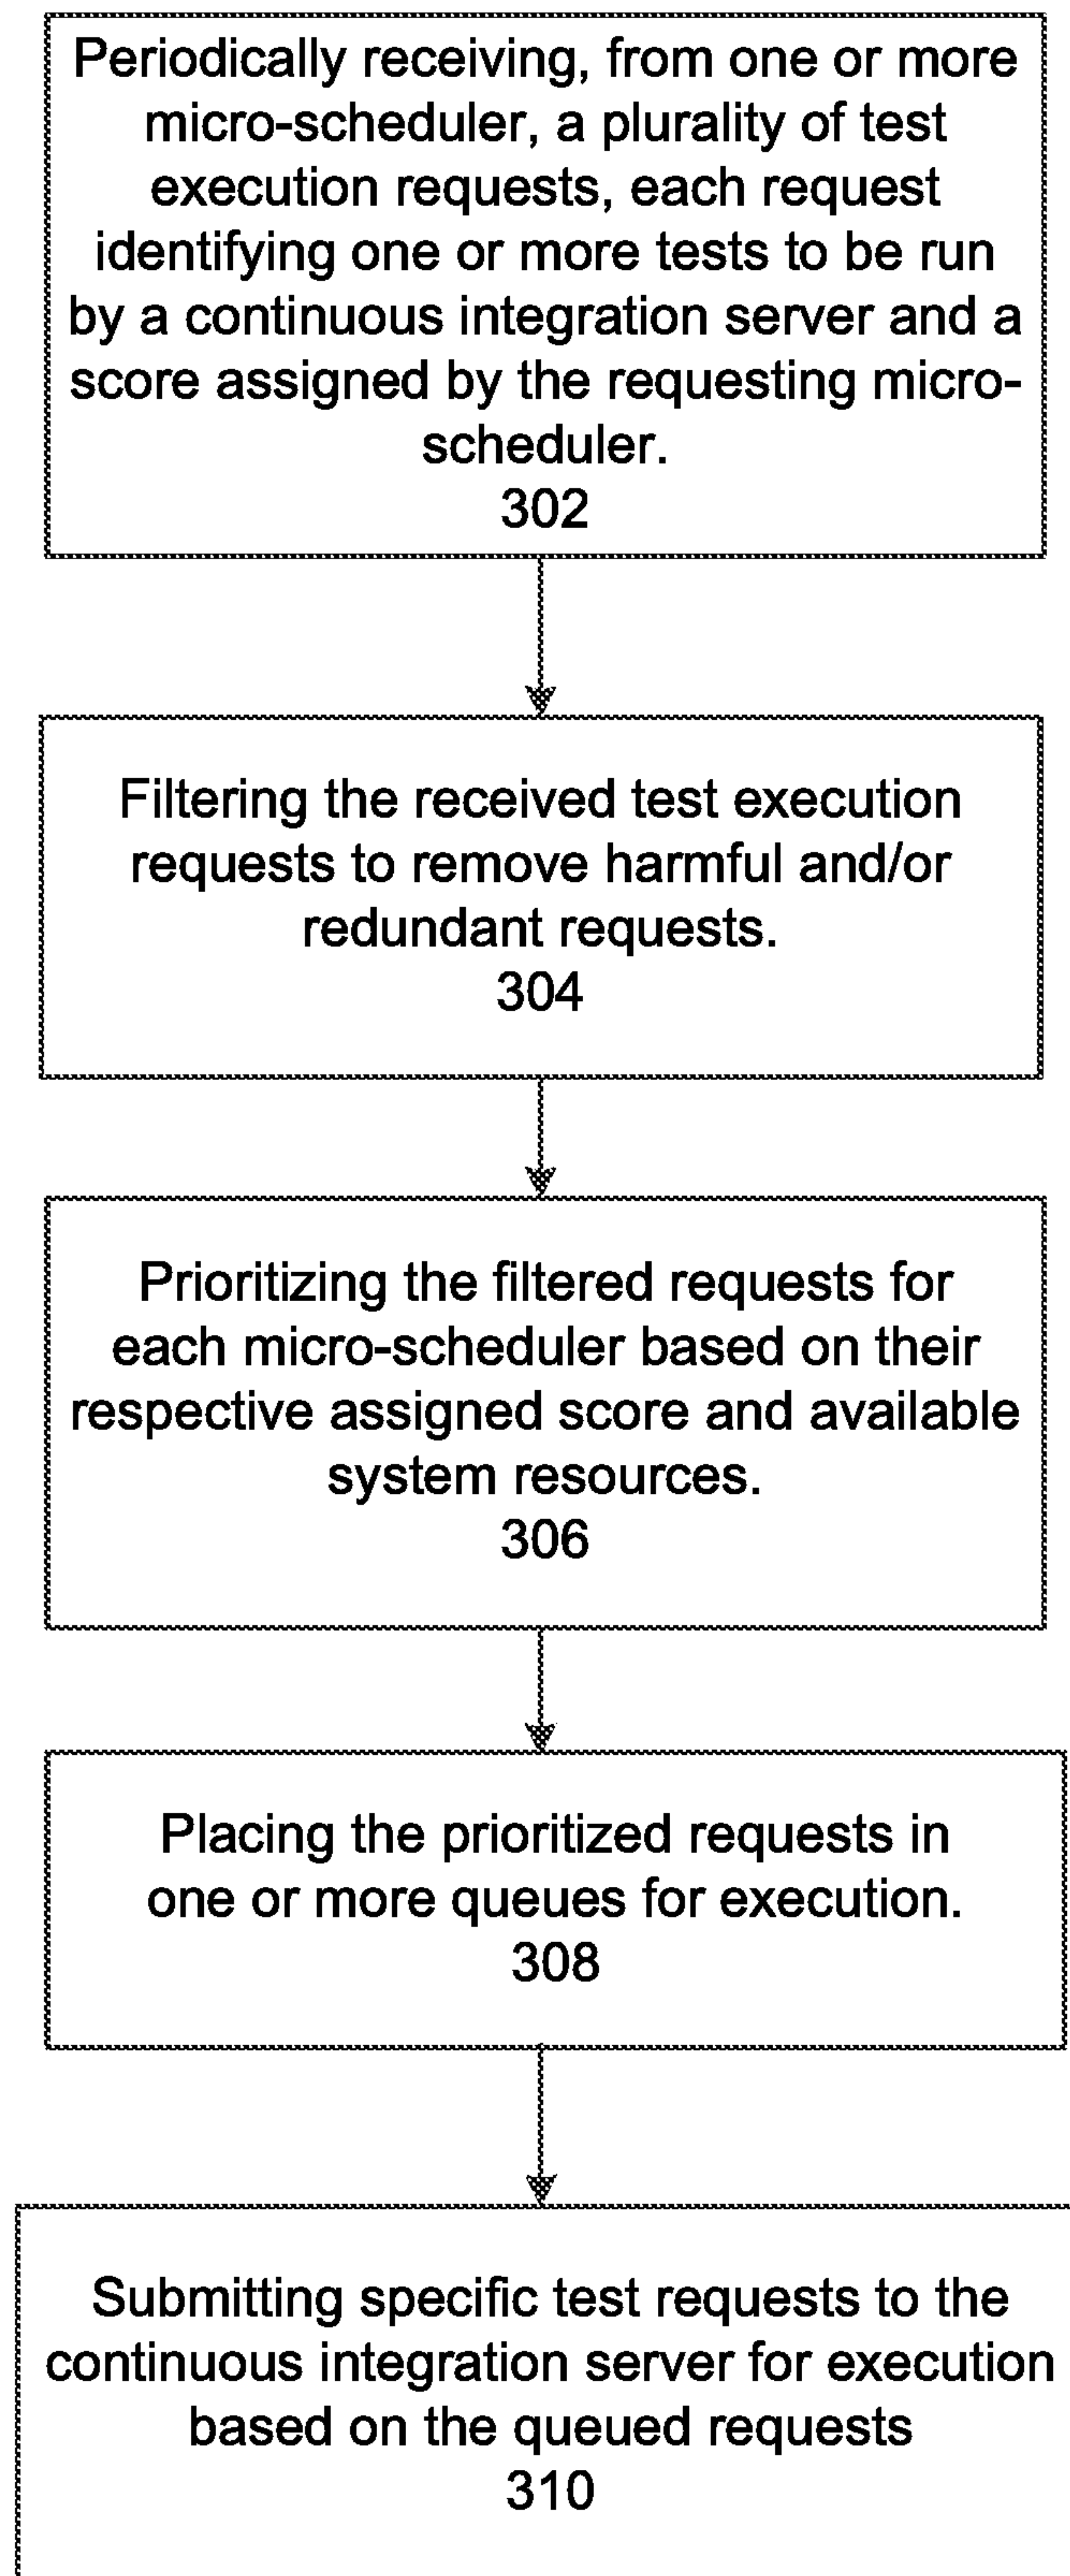 Periodically receiving, from one or more
micro-scheduler, a plurality of test
execution requests, each request
identifying one or more tests to be run
by a continuous integration server and a
score assigned by the requesting micro-
scheduler.
302
Filtering the received test execution
requests to remove harmful and/or
redundant requests.
304
Prioritizing the filtered requests for
each micro-scheduler based on their
respective assigned score and available
system resources.
306
Placing the prioritized requests in
one or more queues for execution.
308
Submitting specific test requests to the
continuous integration server for execution
based on the queued requests
310